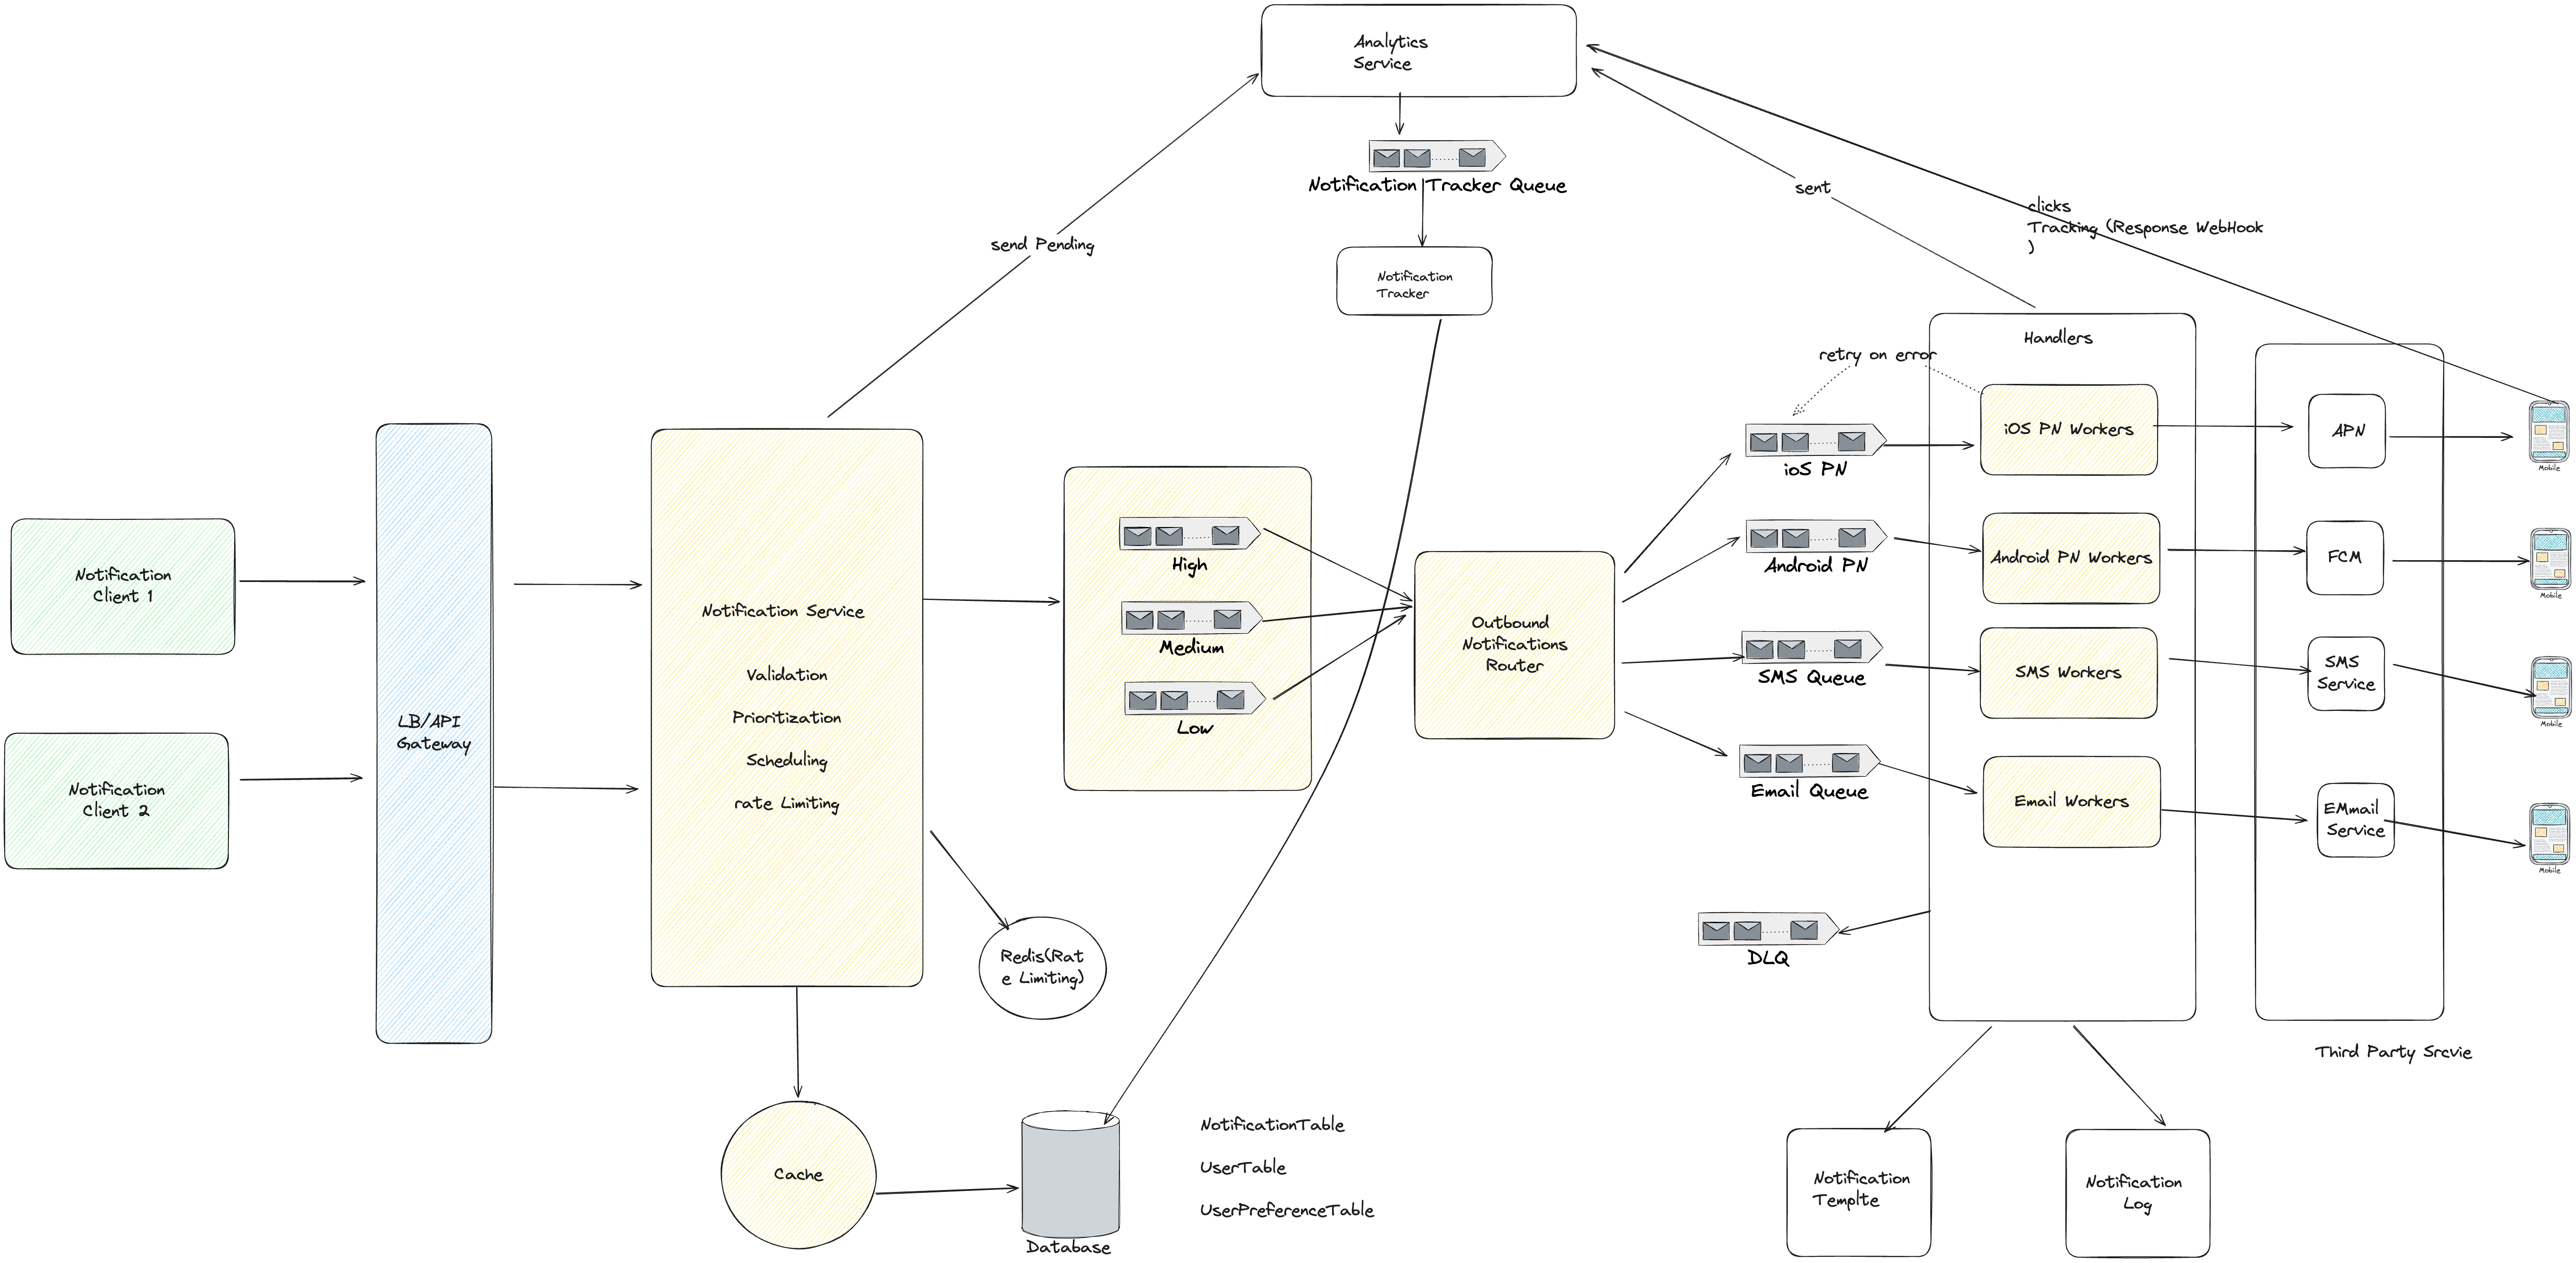 Analytics
Service
Notification Tracker Queue
sent
clicks
Tracking (Response WebHook
)
send Pending
Notification
Tracker
Handlers
retry on error
iOS PN Workers
APN
Mobile
ioS PN
High
Android PN
Android PN Workers
FCM
Mobile
Notification
Client 1
Notification Service
Validation
Prioritization
Scheduling
rate Limiting
Medium
Low
Outbound
Notifications
Router
SMS Queue
SMS Workers
SMS
Service
Mobile
LB/API
Gateway
Notification
Client 2
Email Queue
Email Workers
EMmail
Service
Mobile
Redis(Rat
e Limiting)
DLQ
Third Party Srcvie
Cache
Database
NotificationTable
UserTable
UserPreferenceTable
Notification
Templte
Notification
Log